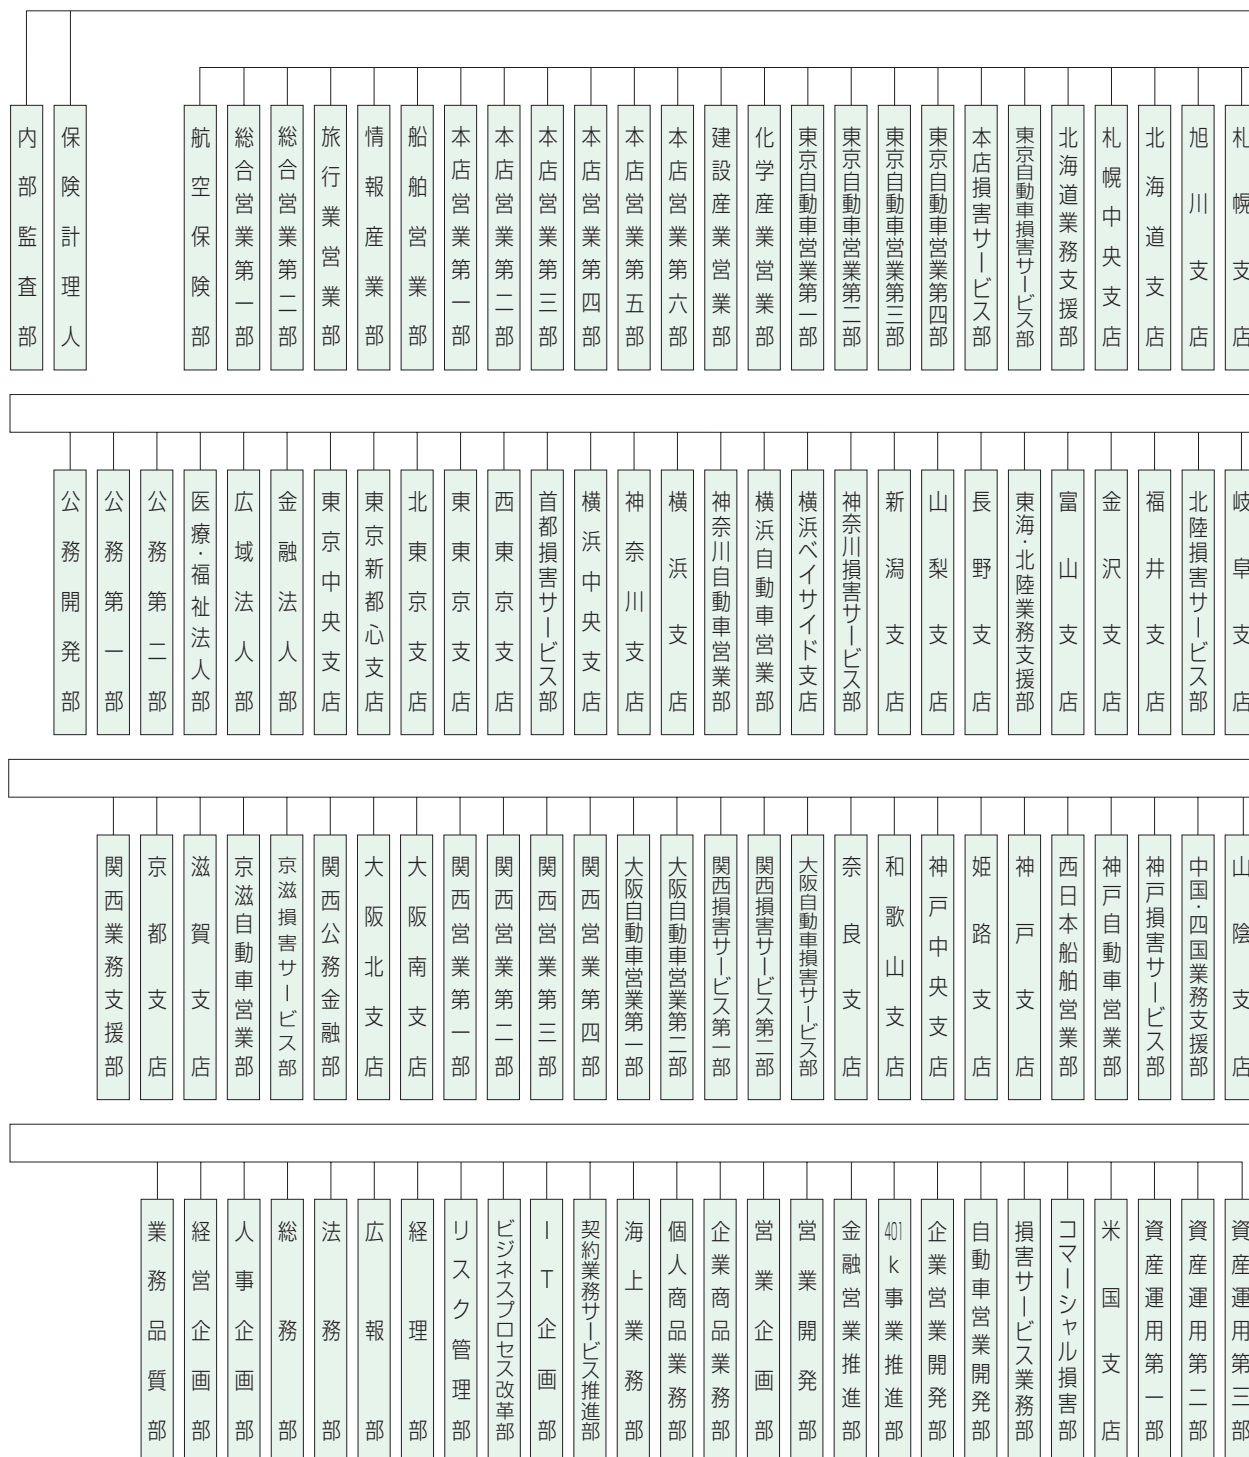 内部監査部
保険計理人
航空保険部
総合営業第一部
総合営業第二部
旅行業営業部
情報産業部
船舶営業部
本店営業第一部
本店営業第二部
本店営業第三部
本店営業第四部
本店営業第五部
本店営業第六部
建設産業営業部
化学産業営業部
東京自動車営業第一部
東京自動車営業第二部
東京自動車営業第三部
東京自動車営業第四部
本店損害サービス部
東京自動車損害サービス部
北海道業務支援部
札幌中央支店
北海道支店
旭川支店
札幌支店
公務開発部
公務第一部
公務第二部
医療・福祉法人部
広域法人部
金融法人部
東京中央支店
東京新都心支店
北東京支店
東東京支店
西東京支店
首都損害サービス部
横浜中央支店
神奈川支店
横浜支店
神奈川自動車営業部
横浜自動車営業部
横浜ベイサイド支店
神奈川損害サービス部
新潟支店
山梨支店
長野支店
東海・北陸業務支援部
富山支店
金沢支店
福井支店
北陸損害サービス部
岐阜支店
関西業務支援部
京都支店
滋賀支店
京滋自動車営業部
京滋損害サービス部
関西公務金融部
大阪北支店
大阪南支店
関西営業第一部
関西営業第二部
関西営業第三部
関西営業第四部
大阪自動車営業第一部
大阪自動車営業第二部
関西損害サービス第一部
関西損害サービス第二部
大阪自動車損害サービス部
奈良支店
和歌山支店
神戸中央支店
姫路支店
神戸支店
西日本船舶営業部
神戸自動車営業部
神戸損害サービス部
中国・四国業務支援部
山陰支店
業務品質部
経営企画部
人事企画部
総務部
法務部
広報部
経理部
リスク管理部
ビジネスプロセス改革部
IT企画部
契約業務サービス推進部
海上業務部
個人商品業務部
企業商品業務部
営業企画部
営業開発部
金融営業推進部
401k事業推進部
企業営業開発部
自動車営業開発部
損害サービス業務部
コマーシャル損害部
米国支店
資産運用第一部
資産運用第二部
資産運用第三部